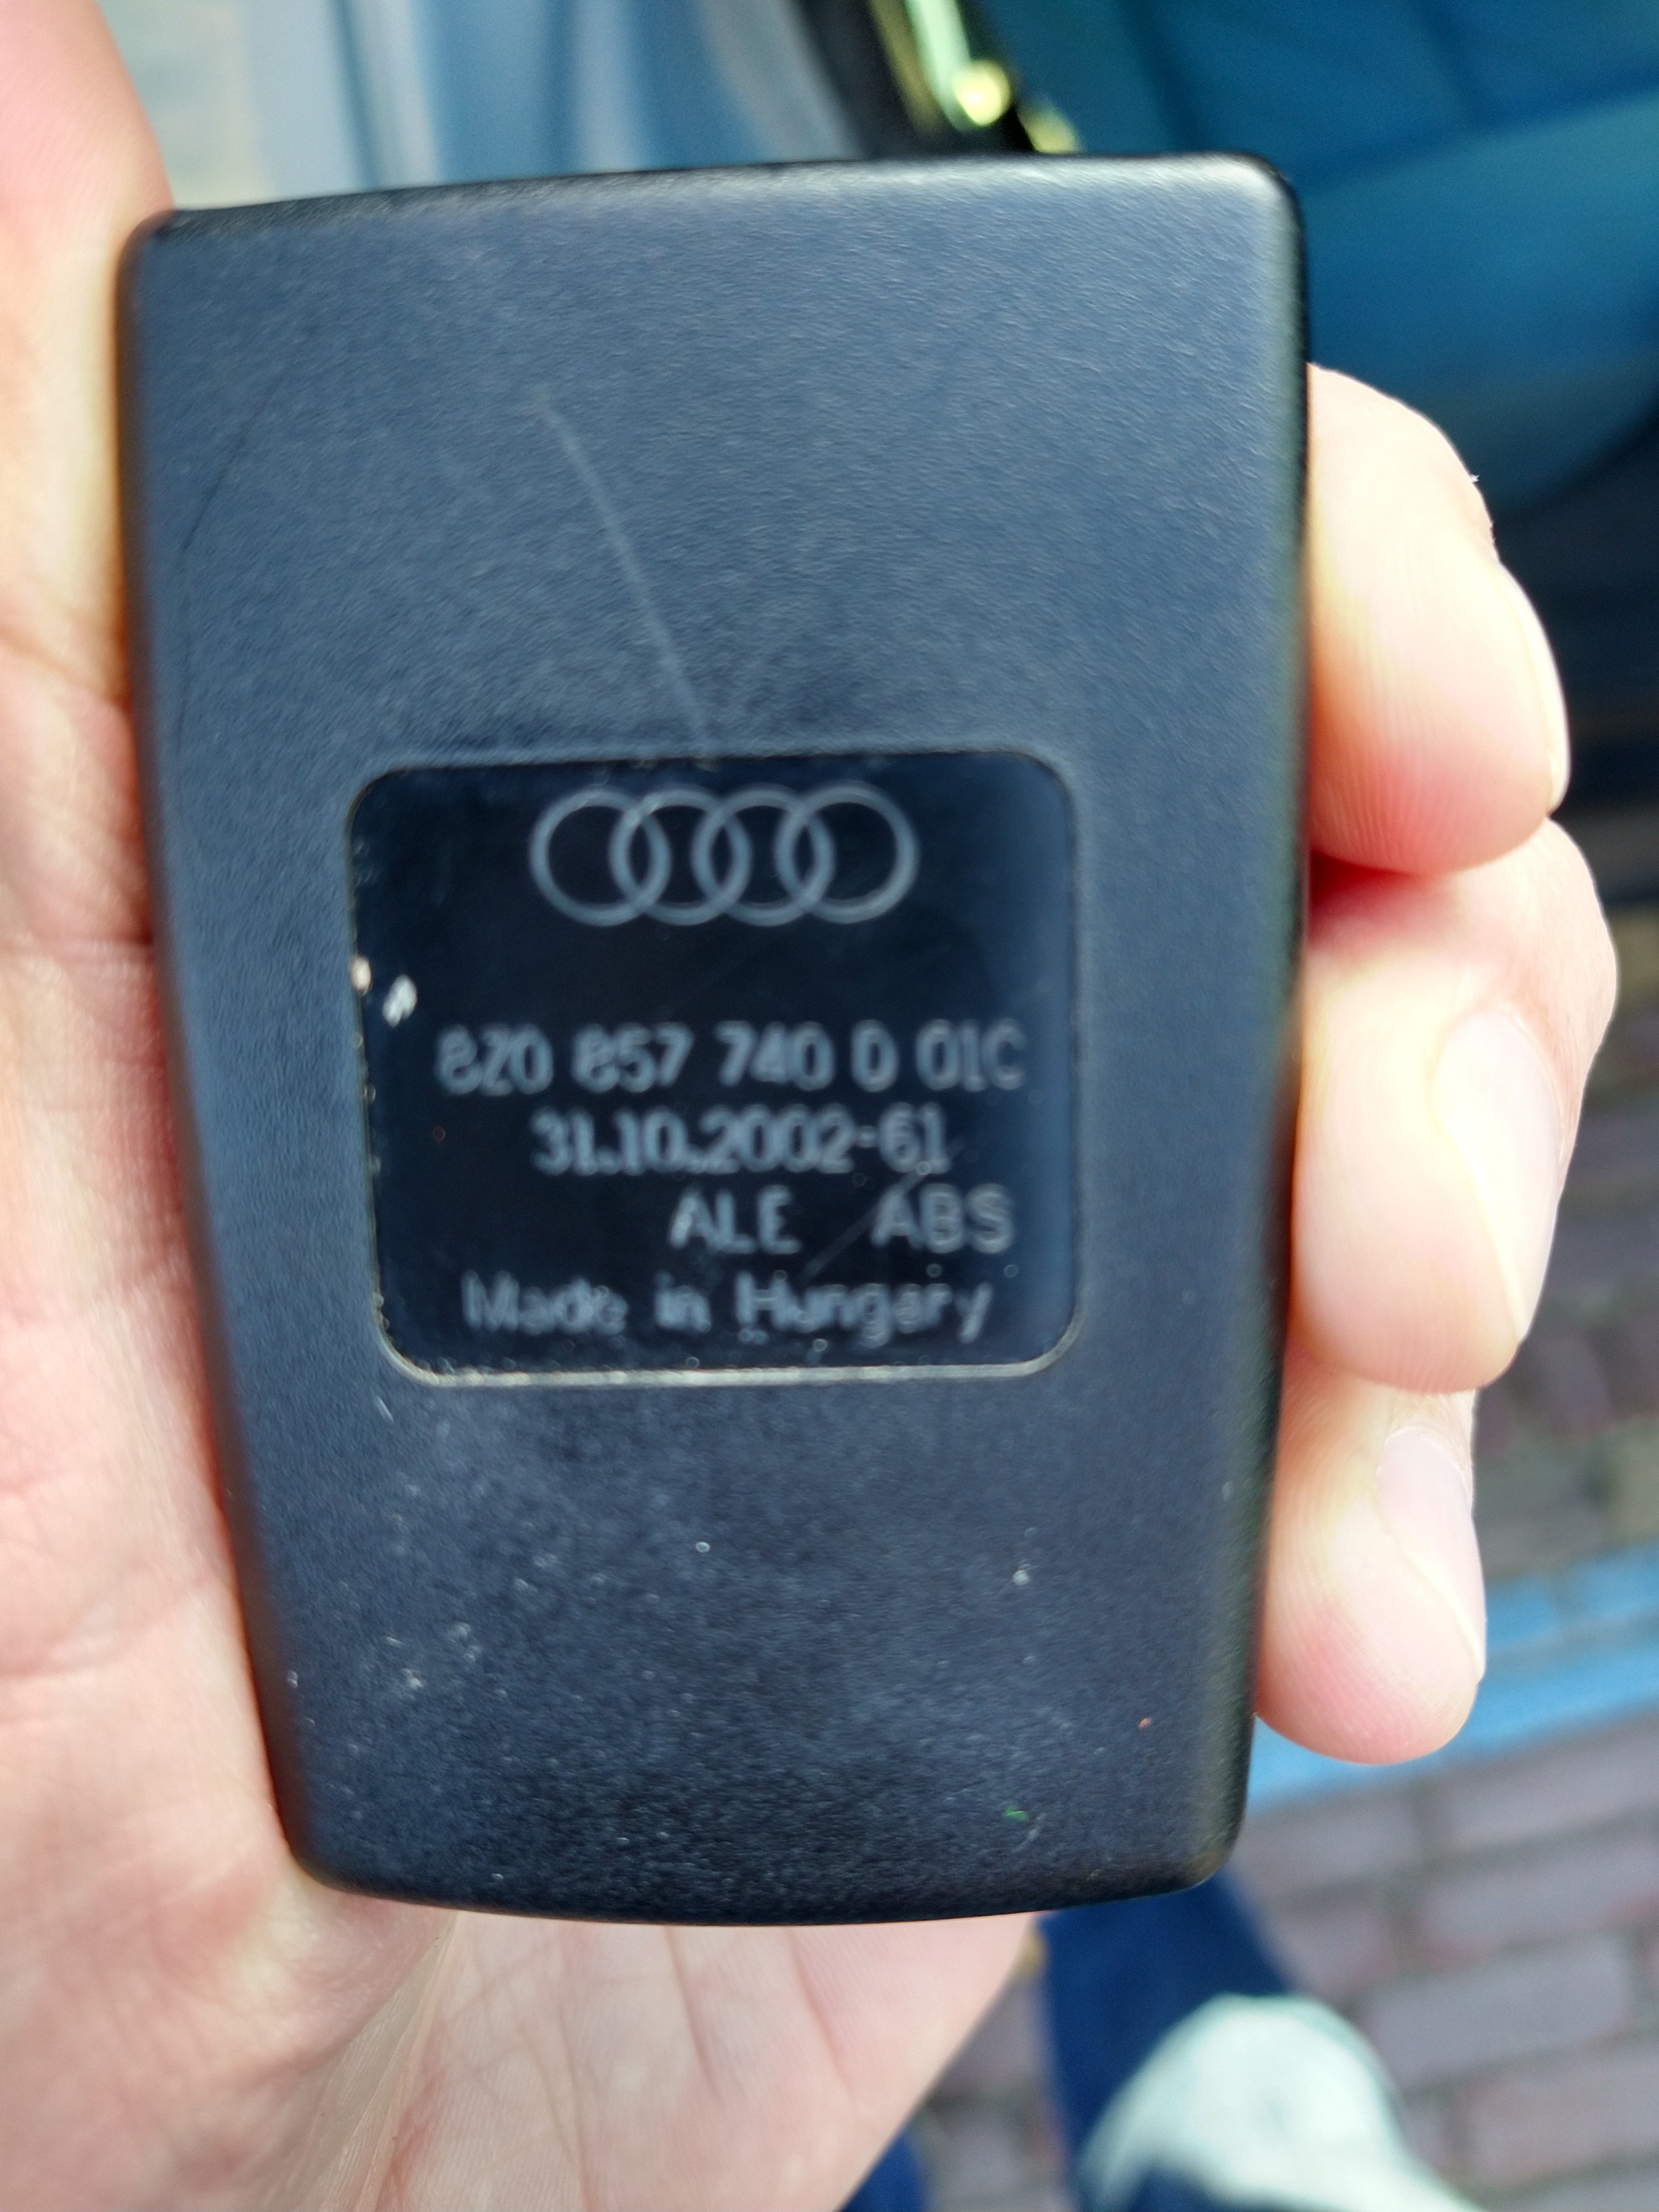 8Z0 857 740 D 01C
31.10.2002-61
ALE ABS
Made in Hungary